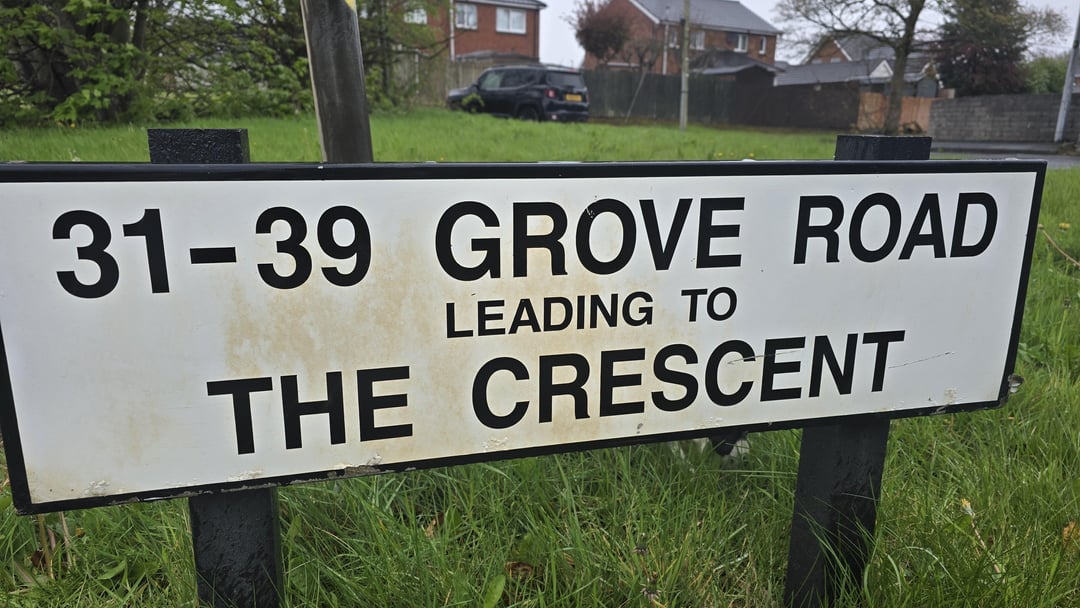 31-39 GROVE ROAD
LEADING TO
THE CRESCENT